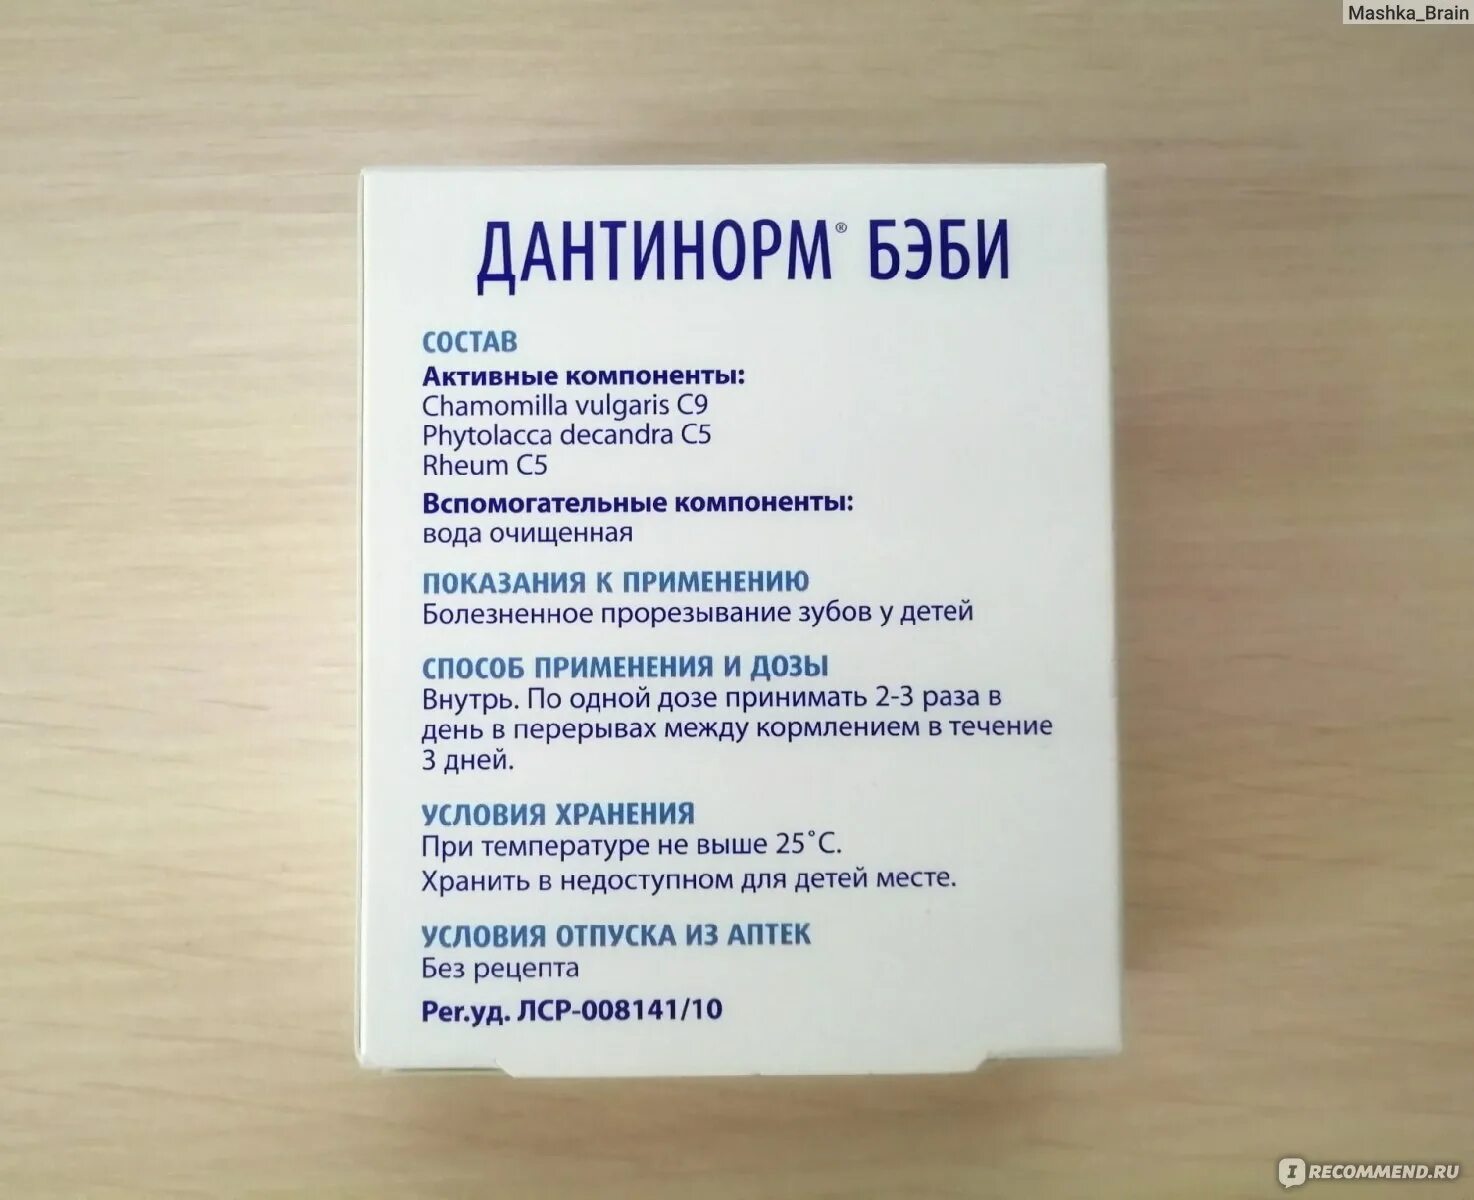 Mashka_Brain
ДАНТИНОРМ® БЭБИ
СОСТАВ
Активные компоненты:
Chamomilla vulgaris C9
Phytolacca decandra C5
Rheum C5
Вспомогательные компоненты:
вода очищенная
ПОКАЗАНИЯ К ПРИМЕНЕНИЮ
Болезненное прорезывание зубов у детей
СПОСОБ ПРИМЕНЕНИЯ И ДОЗЫ
Внутрь. По одной дозе принимать 2-3 раза в
день в перерывах между кормлением в течение
3 дней.
УСЛОВИЯ ХРАНЕНИЯ
При температуре не выше 25˚С.
Хранить в недоступном для детей месте.
УСЛОВИЯ ОТПУСКА ИЗ АПТЕК
Без рецепта
Рег.уд. ЛСР-008141/10
IRECOMMEND.RU